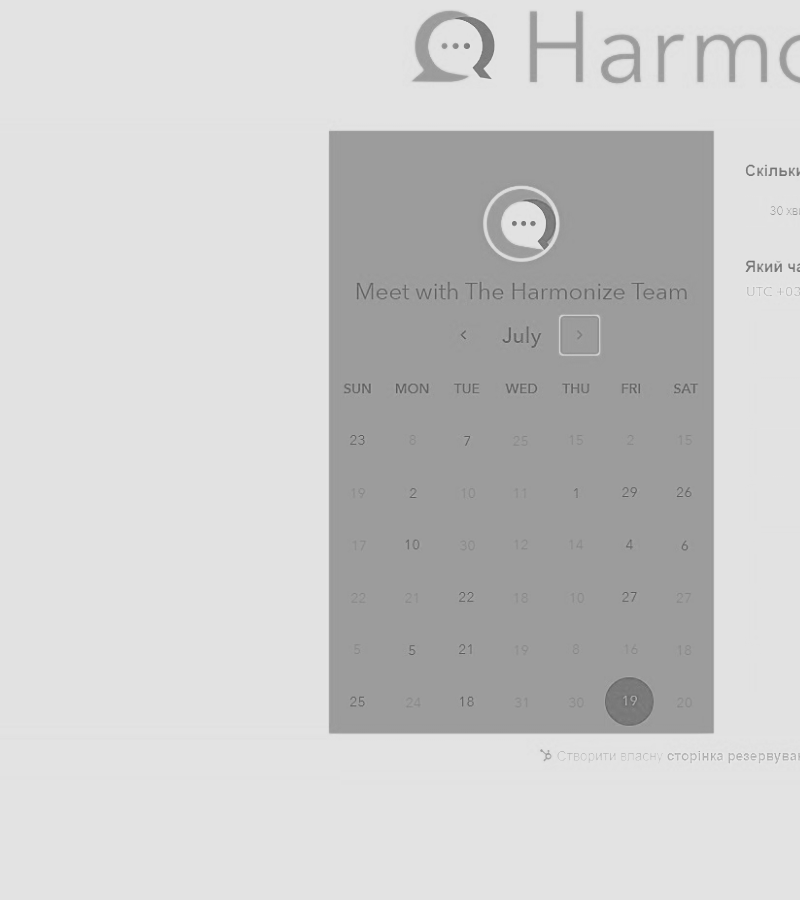 Harmo
Скільки
30 хви
Який ча
UTC +03
Meet with The Harmonize Team
July
SUN MON TUE WED THU FRI SAT
23 8 7 25 15 2 15
19 2 10 11 1 29 26
17 10 30 12 14 4 6
22 21 22 18 10 27 27
5 5 21 19 8 16 18
25 24 18 31 30 19 20
Створити власну сторінка резервуван